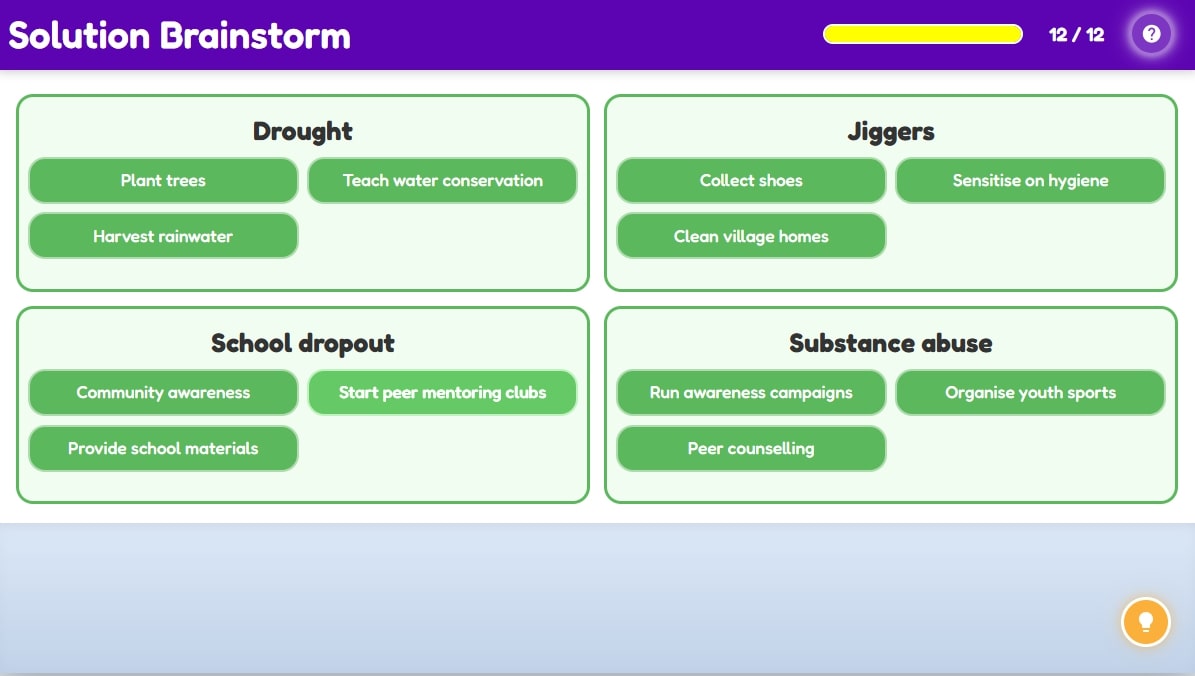 Solution Brainstorm
12 / 12
?
Drought
Plant trees
Teach water conservation
Harvest rainwater
Jiggers
Collect shoes
Sensitise on hygiene
Clean village homes
School dropout
Community awareness
Start peer mentoring clubs
Provide school materials
Substance abuse
Run awareness campaigns
Organise youth sports
Peer counselling